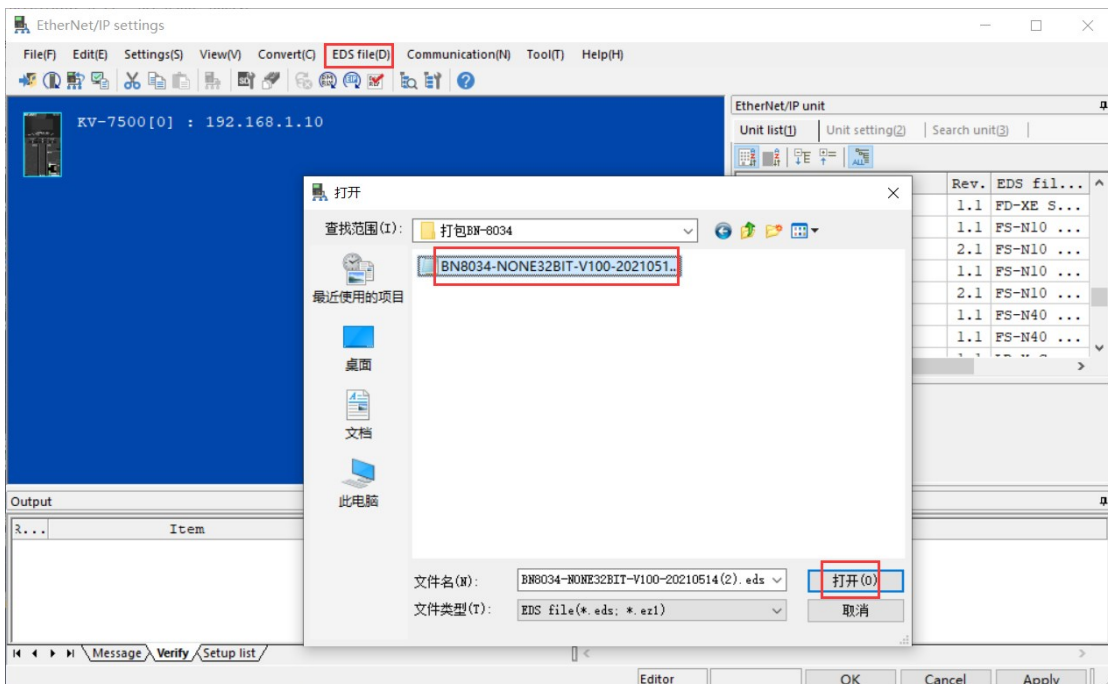 EtherNet/IP settings
File(F) Edit(E) Settings(S) View(V) Convert(C) EDS file(D) Communication(N) Tool(T) Help(H)
KV-7500[0] : 192.168.1.10
EtherNet/IP unit
Unit list(1) Unit setting(2) Search unit(3)
Rev. EDS fil...
1.1 FD-XE S...
1.1 FS-N10 ...
2.1 FS-N10 ...
1.1 FS-N10 ...
2.1 FS-N10 ...
1.1 FS-N40 ...
1.1 FS-N40 ...
打开
查找范围(I): 打包BN-8034
BN8034-NONE32BIT-V100-2021051...
最近使用的项目
桌面
文档
此电脑
文件名(N): BN8034-NONE32BIT-V100-20210514(2).eds 打开(O)
文件类型(T): EDS file(*.eds; *.ez1) 取消
Output
R... Item
Message Verify Setup list
Editor OK Cancel Apply